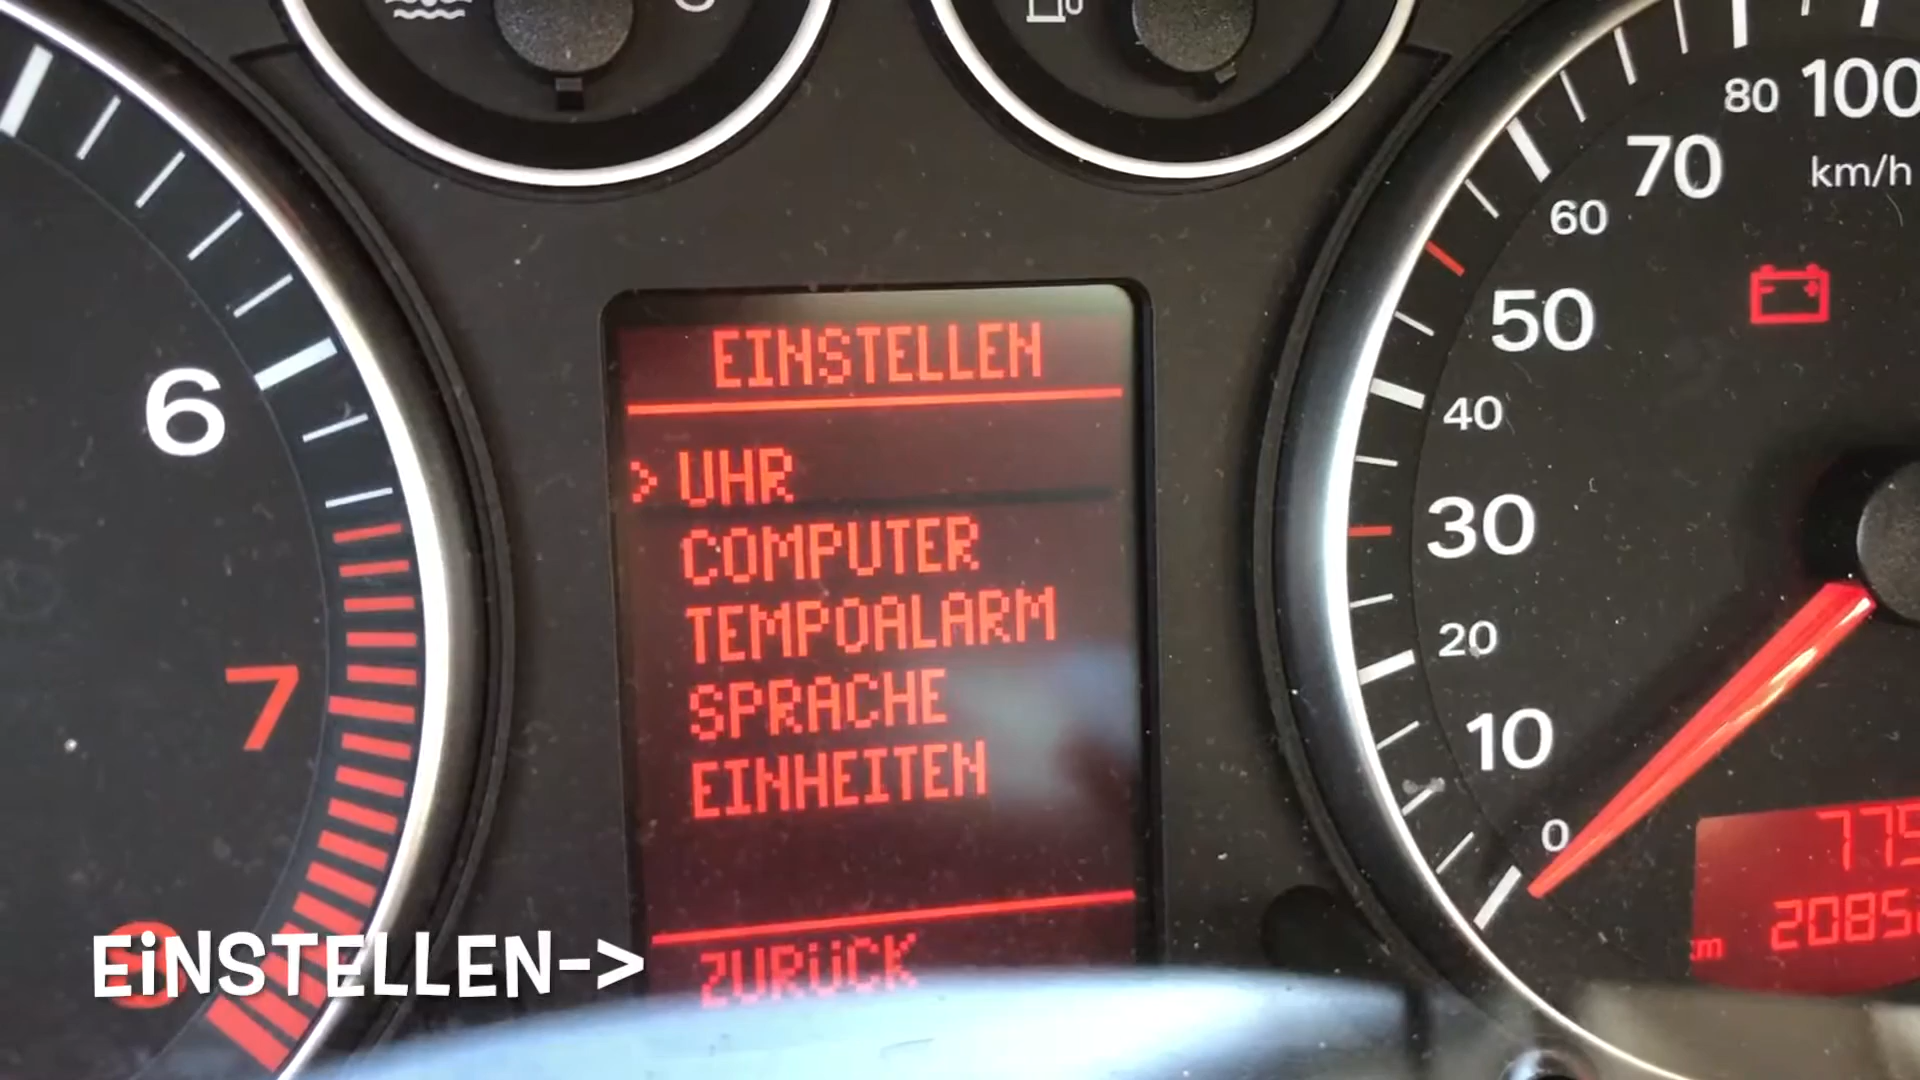 80 100
70
km/h
60
50
40
30
20
10
0
6
7
EINSTELLEN
> UHR
COMPUTER
TEMPOALARM
SPRACHE
EINHEITEN
ZURÜCK
EiNSTELLEN->